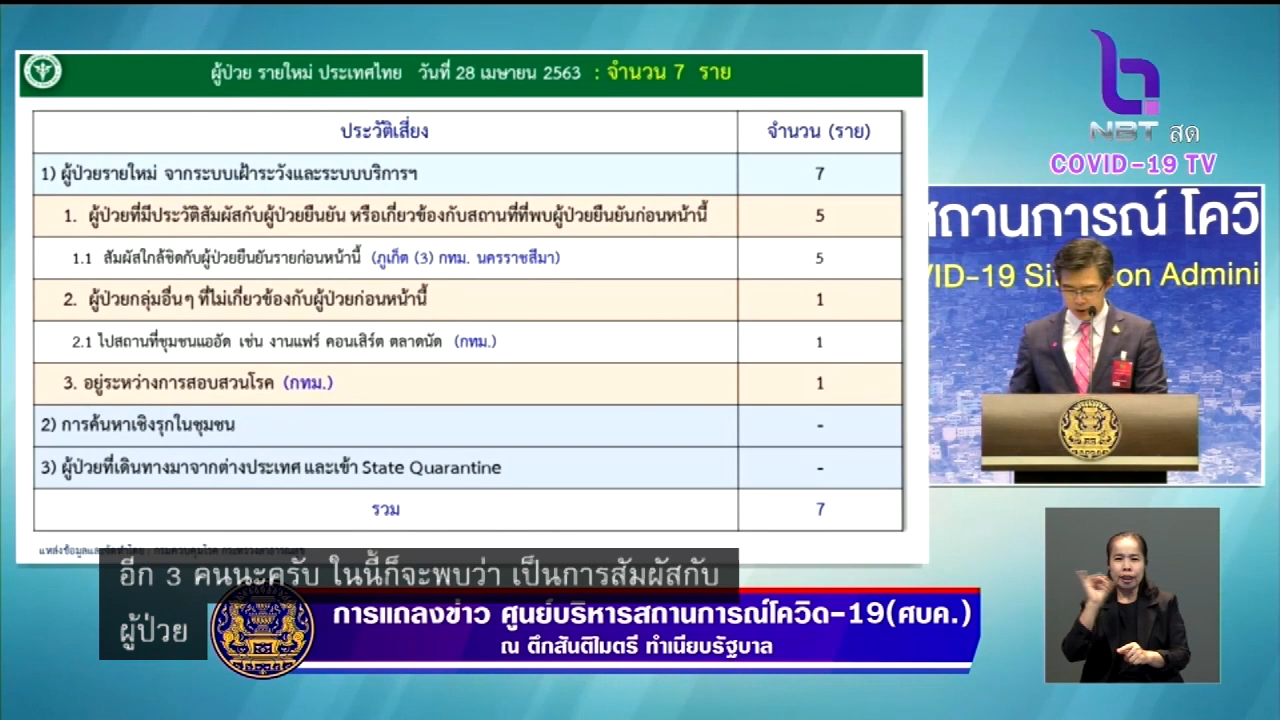 ผู้ป่วย รายใหม่ ประเทศไทย วันที่ 28 เมษายน 2563 : จำนวน 7 ราย
ประวัติเสี่ยง จำนวน (ราย)
1) ผู้ป่วยรายใหม่ จากระบบเฝ้าระวังและระบบบริการฯ 7
1. ผู้ป่วยที่มีประวัติสัมผัสกับผู้ป่วยยืนยัน หรือเกี่ยวข้องกับสถานที่ที่พบผู้ป่วยยืนยันก่อนหน้านี้ 5
1.1 สัมผัสใกล้ชิดกับผู้ป่วยยืนยันรายก่อนหน้านี้ (ภูเก็ต (3) กทม. นครราชสีมา) 5
2. ผู้ป่วยกลุ่มอื่นๆ ที่ไม่เกี่ยวข้องกับผู้ป่วยก่อนหน้านี้ 1
2.1 ไปสถานที่ชุมชนแออัด เช่น งานแฟร์ คอนเสิร์ต ตลาดนัด (กทม.) 1
3. อยู่ระหว่างการสอบสวนโรค (กทม.) 1
2) การค้นหาเชิงรุกในชุมชน -
3) ผู้ป่วยที่เดินทางมาจากต่างประเทศ และเข้า State Quarantine -
รวม 7
NBT สด
COVID-19 TV
สถานการณ์ โควิ
VID-19 Si on Admini
อีก 3 คนนะครับ ในนี้ก็จะพบว่า เป็นการสัมผัสกับ
ผู้ป่วย
การแถลงข่าว ศูนย์บริหารสถานการณ์โควิด-19(ศบค.)
ณ ตึกสันติไมตรี ทำเนียบรัฐบาล